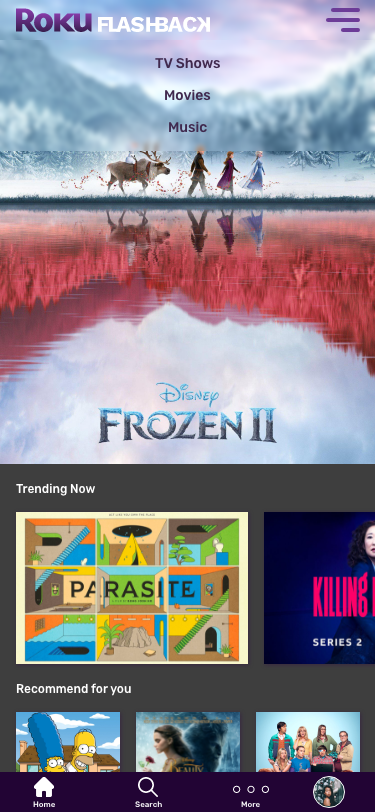 ROKU FLASHBACK
TV Shows
Movies
Music
DISNEY
FROZEN II
Trending Now
PARASITE
KILLING
SERIES 2
Recommend for you
BEAUTY
Home
Search
More